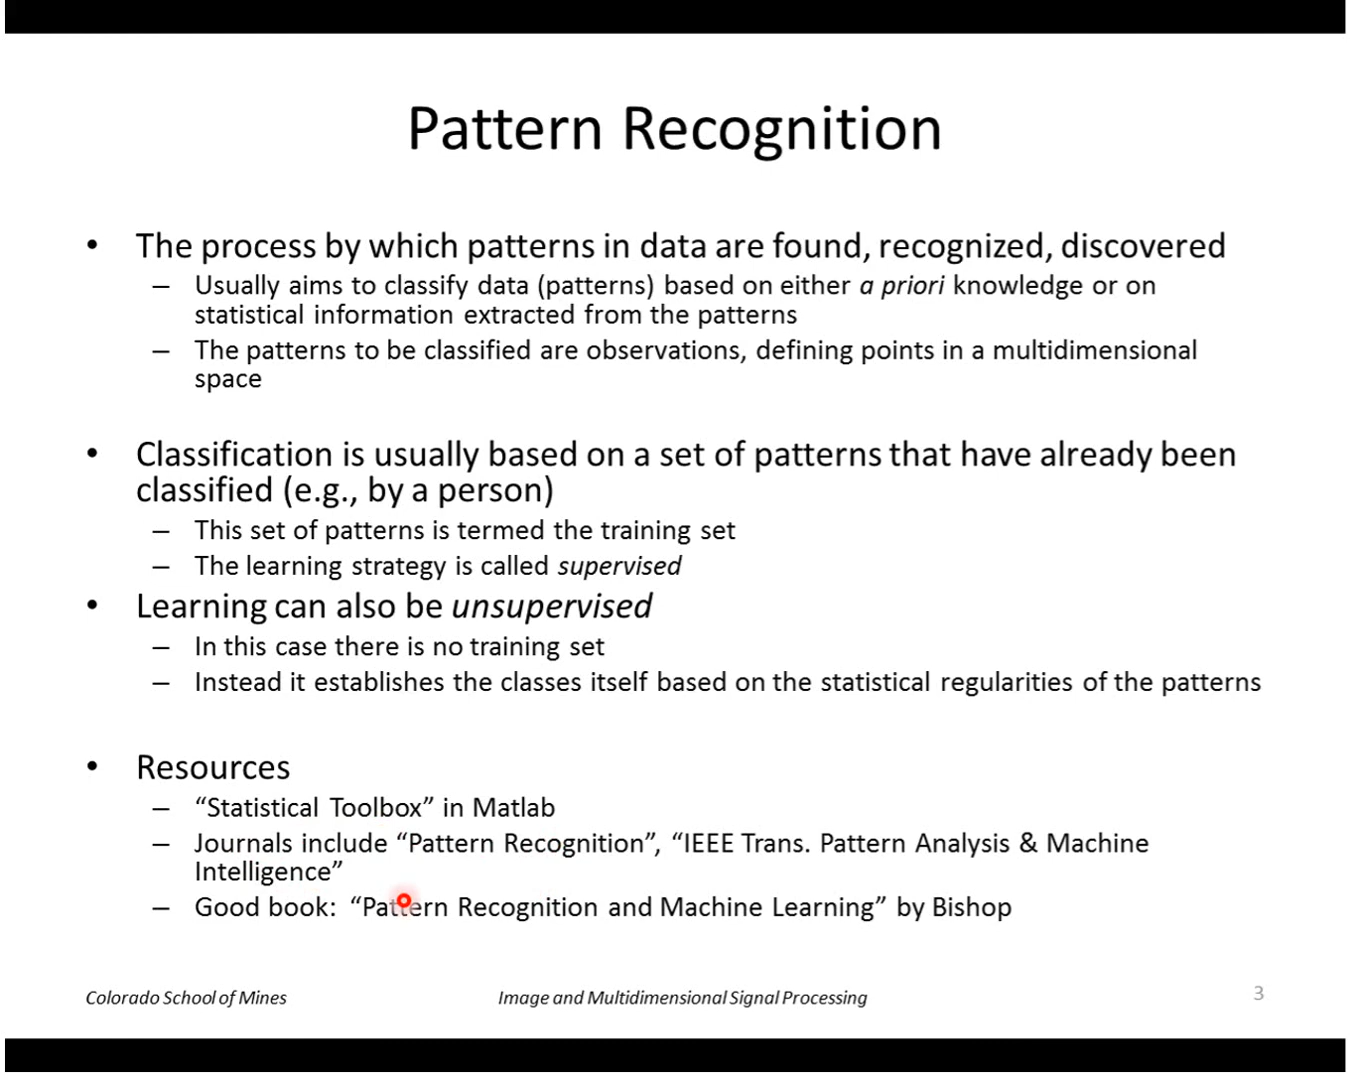 Pattern Recognition
• The process by which patterns in data are found, recognized, discovered
– Usually aims to classify data (patterns) based on either a priori knowledge or on
statistical information extracted from the patterns
– The patterns to be classified are observations, defining points in a multidimensional
space
• Classification is usually based on a set of patterns that have already been
classified (e.g., by a person)
– This set of patterns is termed the training set
– The learning strategy is called supervised
• Learning can also be unsupervised
– In this case there is no training set
– Instead it establishes the classes itself based on the statistical regularities of the patterns
• Resources
– “Statistical Toolbox” in Matlab
– Journals include “Pattern Recognition”, “IEEE Trans. Pattern Analysis & Machine
Intelligence”
– Good book: “Pattern Recognition and Machine Learning” by Bishop
Colorado School of Mines Image and Multidimensional Signal Processing 3